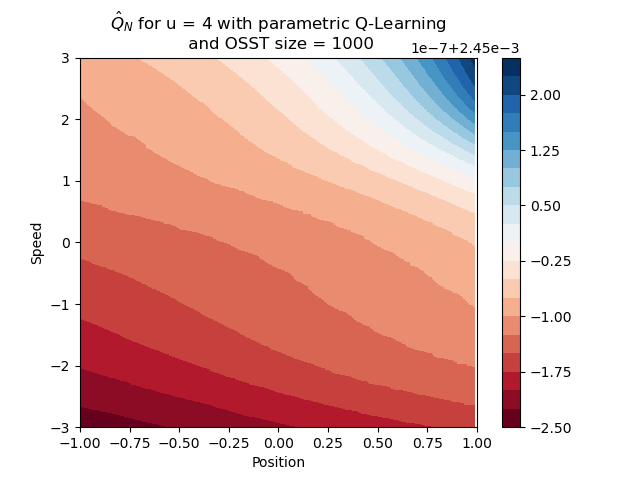 Q̂_N for u = 4 with parametric Q-Learning
and OSST size = 1000
1e−7+2.45e−3
3
2
1
0
−1
−2
−3
Speed
−1.00 −0.75 −0.50 −0.25 0.00 0.25 0.50 0.75 1.00
Position
2.00
1.25
0.50
−0.25
−1.00
−1.75
−2.50